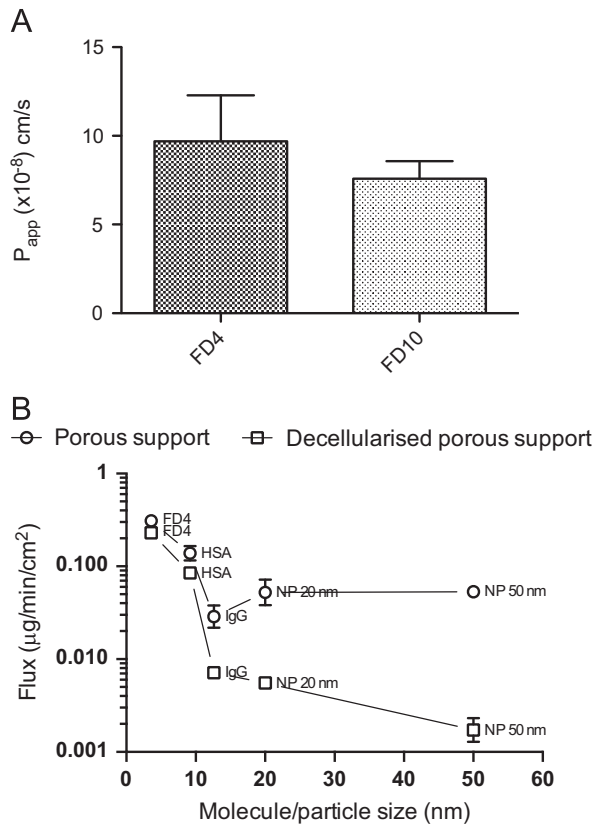 A
15
10
5
0
P_app (x10^-8) cm/s
FD4
FD10
B
Porous support
Decellularised porous support
1
0.100
0.010
0.001
Flux (µg/min/cm²)
FD4
FD4
HSA
HSA
IgG
IgG
NP 20 nm
NP 20 nm
NP 50 nm
NP 50 nm
0 10 20 30 40 50 60
Molecule/particle size (nm)